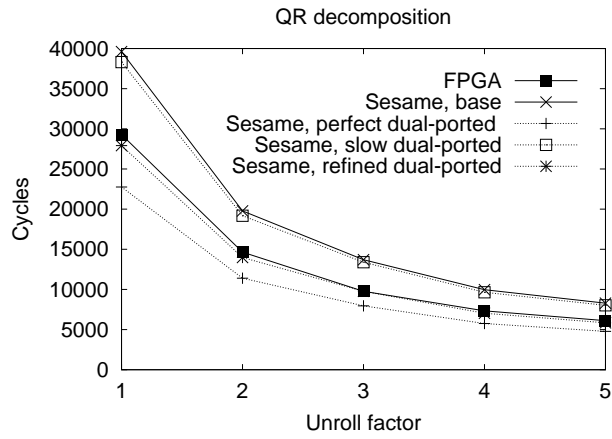 QR decomposition
40000
35000
30000
25000
20000
15000
10000
5000
0
Cycles
FPGA
Sesame, base
Sesame, perfect dual-ported
Sesame, slow dual-ported
Sesame, refined dual-ported
1 2 3 4 5
Unroll factor